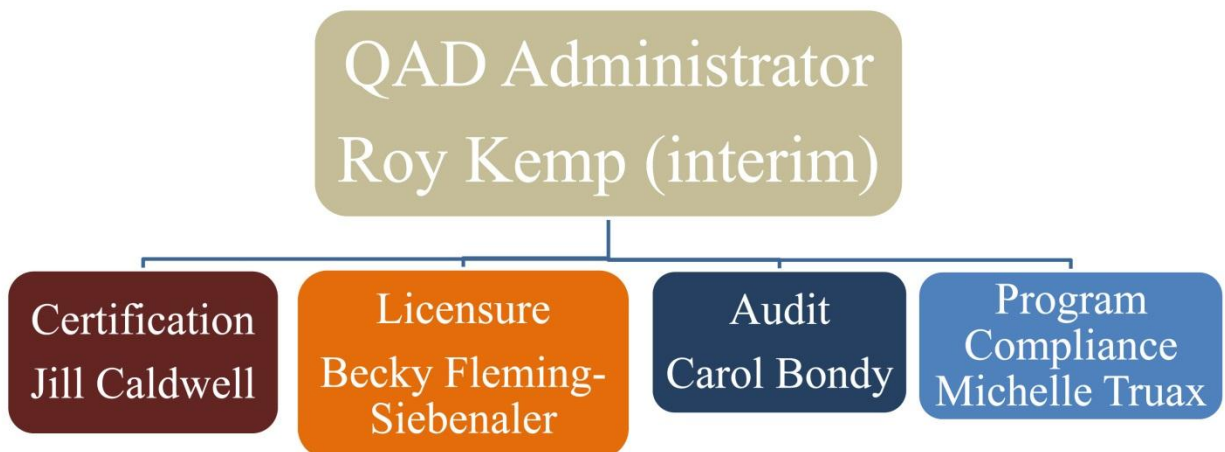 QAD Administrator
Roy Kemp (interim)
Certification
Jill Caldwell
Licensure
Becky Fleming-
Siebenaler
Audit
Carol Bondy
Program
Compliance
Michelle Truax